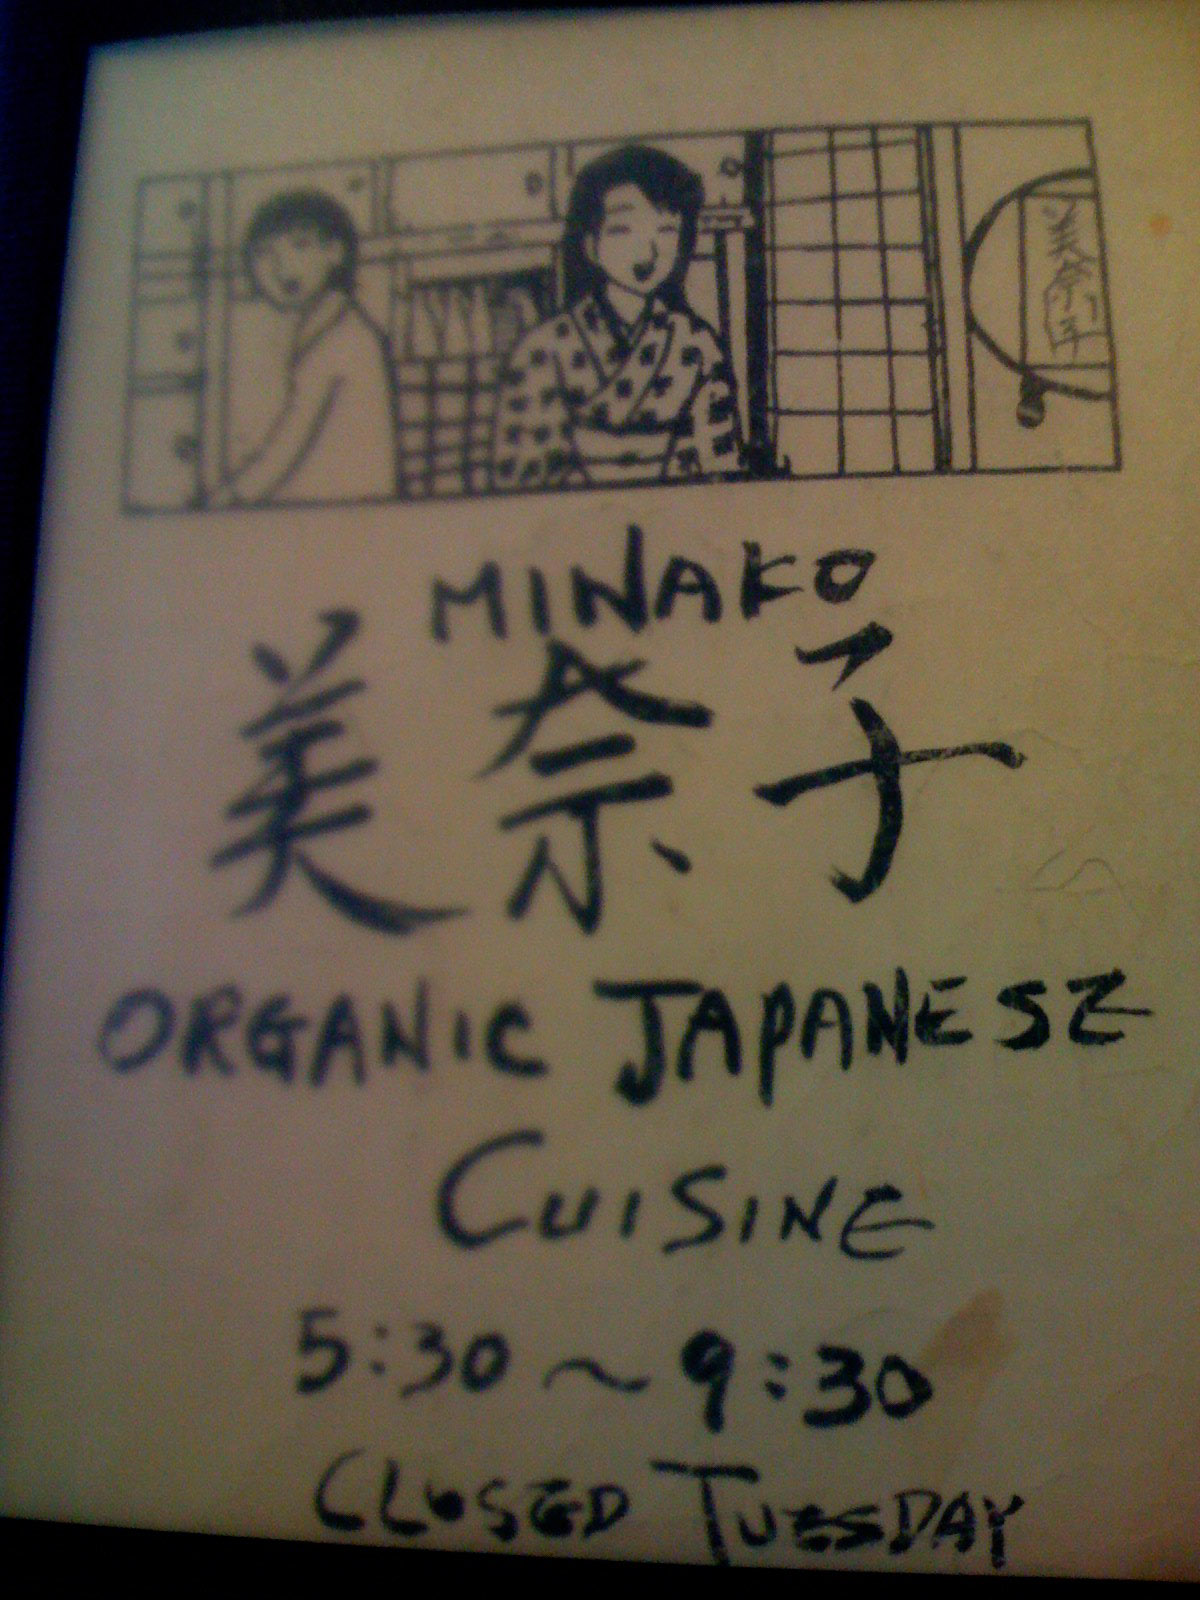 美奈子
MINAKO
美奈子
ORGANIC JAPANESE
CUISINE
5:30~9:30
CLOSED TUESDAY